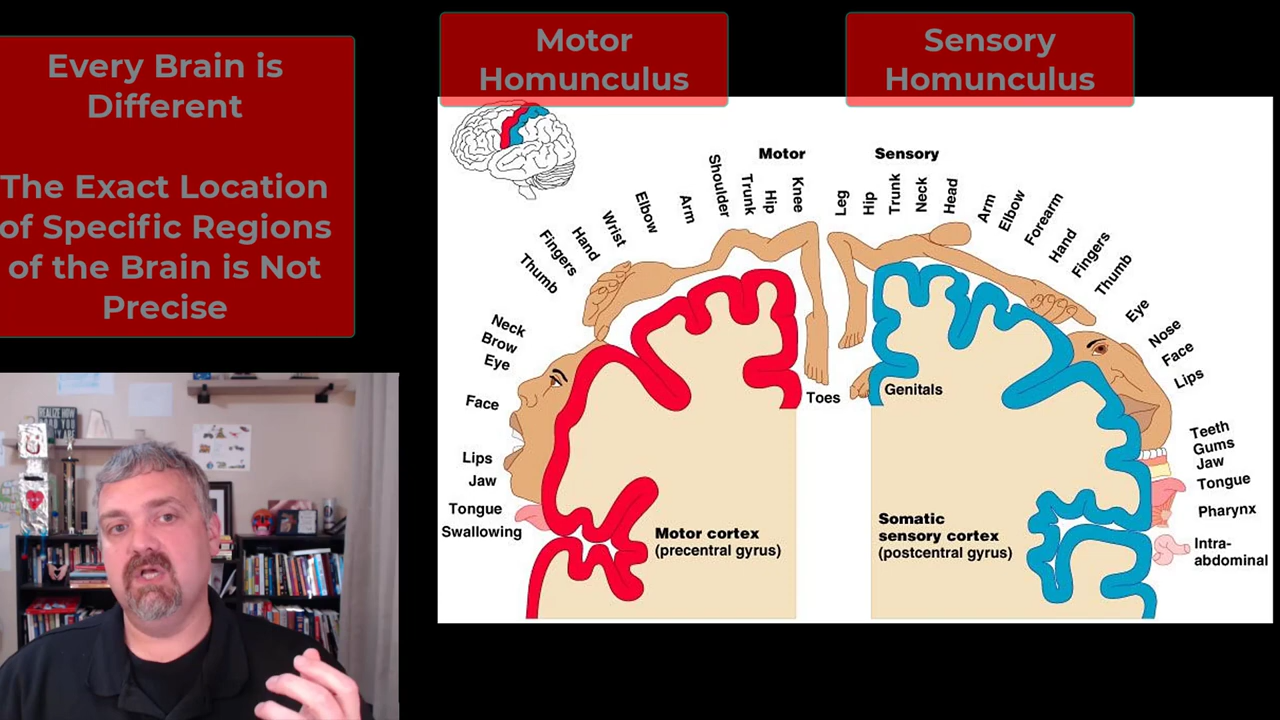 Every Brain is
Different
The Exact Location
of Specific Regions
of the Brain is Not
Precise
Motor
Homunculus
Sensory
Homunculus
Motor
Sensory
Toes
Knee
Hip
Trunk
Shoulder
Arm
Elbow
Wrist
Hand
Fingers
Thumb
Neck
Brow
Eye
Face
Lips
Jaw
Tongue
Swallowing
Motor cortex
(precentral gyrus)
Genitals
Leg
Hip
Trunk
Neck
Head
Arm
Elbow
Forearm
Hand
Fingers
Thumb
Eye
Nose
Face
Lips
Teeth
Gums
Jaw
Tongue
Pharynx
Intra-
abdominal
Somatic
sensory cortex
(postcentral gyrus)